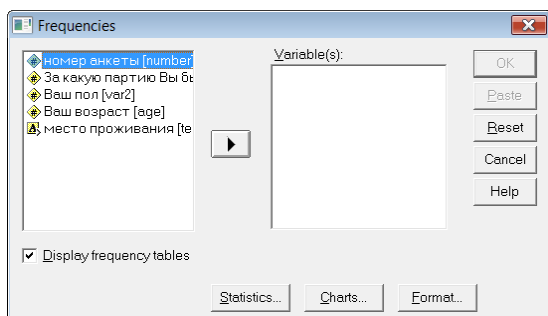 Frequencies
номер анкеты [number
За какую партию Вы бы
Ваш пол [var2]
Ваш возраст [age]
место проживания [te
Variable(s):
OK
Paste
Reset
Cancel
Help
Display frequency tables
Statistics...
Charts...
Format...